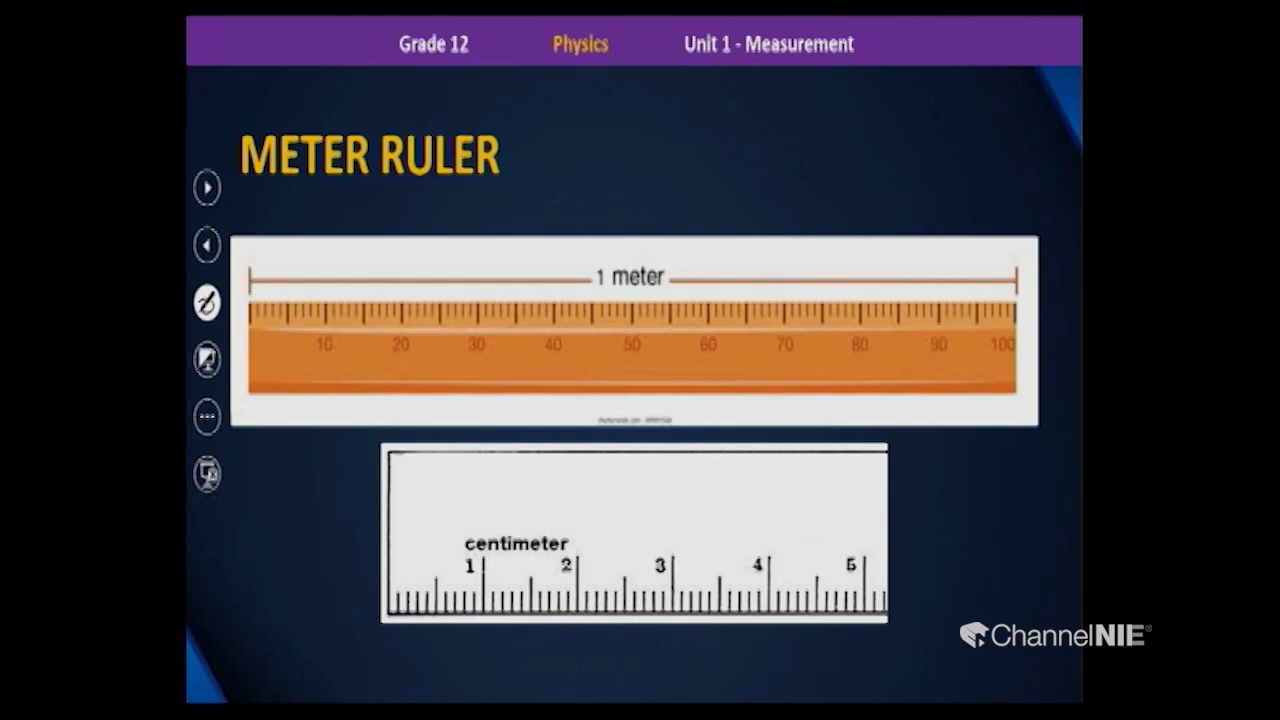 Grade 12 Physics Unit 1 - Measurement
METER RULER
1 meter
10 20 30 40 50 60 70 80 90 100
centimeter
1 2 3 4 5
ChannelNIE®